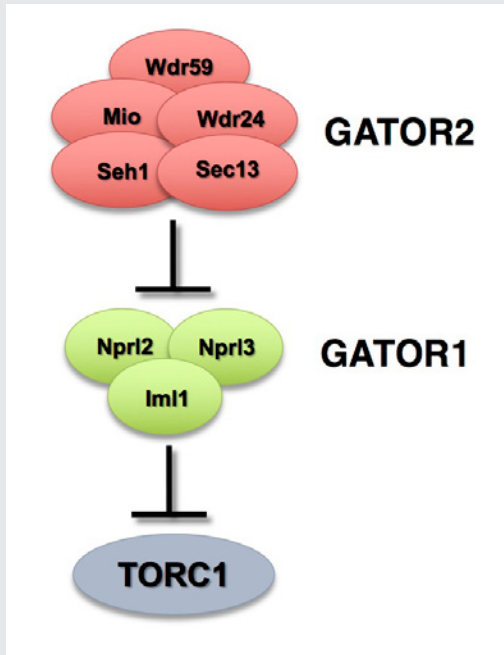 Wdr59
Mio
Wdr24
GATOR2
Seh1
Sec13
Nprl2
Nprl3
GATOR1
Iml1
TORC1